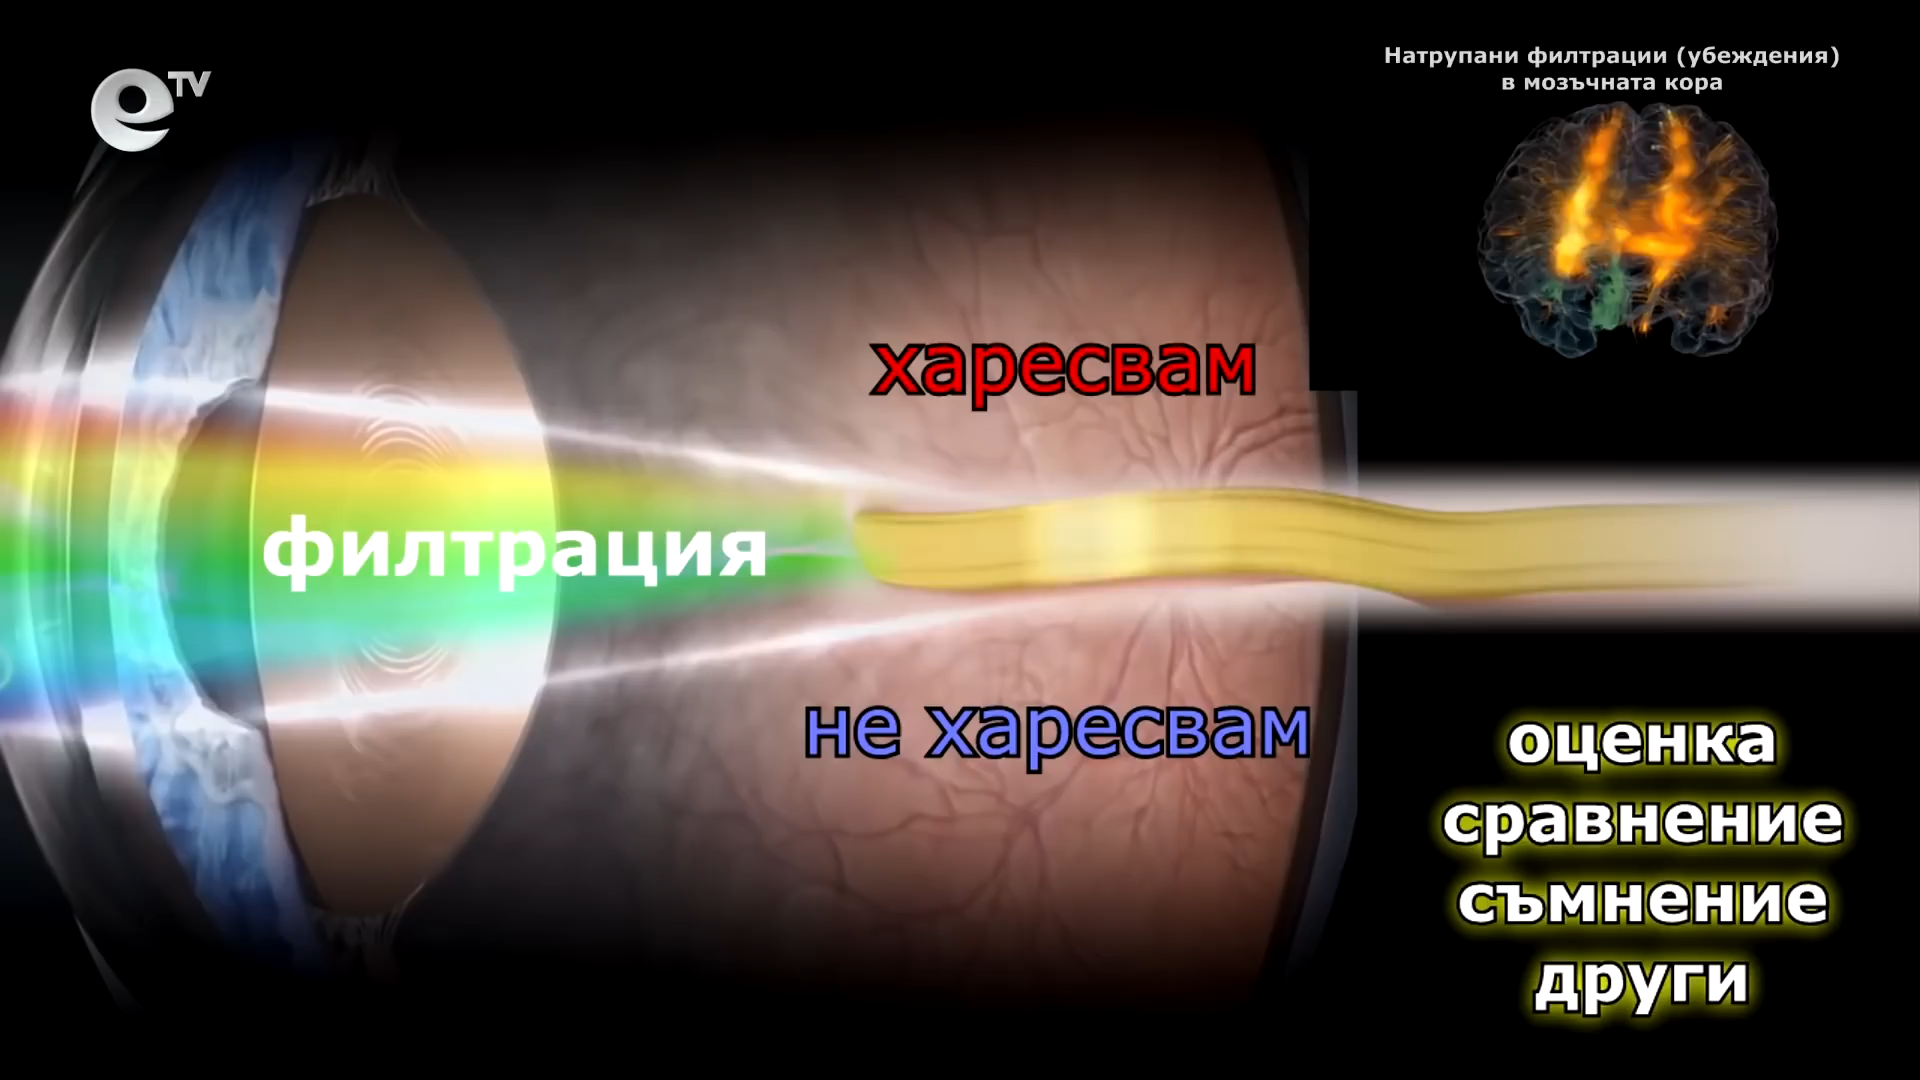 eTV
Натрупани филтрации (убеждения)
в мозъчната кора
харесвам
филтрация
не харесвам
оценка
сравнение
съмнение
други